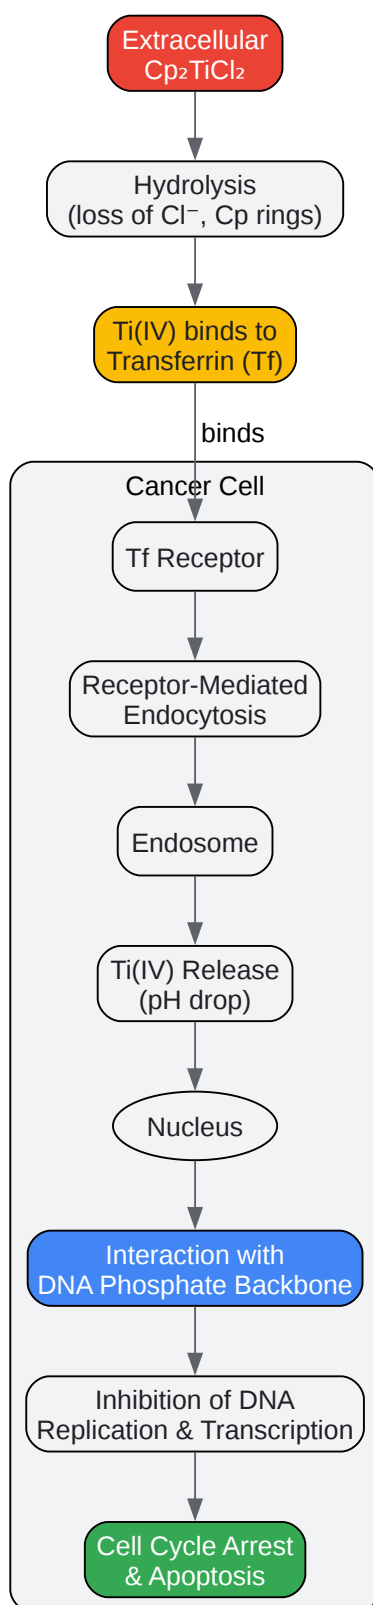 Extracellular
Cp₂TiCl₂
Hydrolysis
(loss of Cl⁻, Cp rings)
Ti(IV) binds to
Transferrin (Tf)
binds
Cancer Cell
Tf Receptor
Receptor-Mediated
Endocytosis
Endosome
Ti(IV) Release
(pH drop)
Nucleus
Interaction with
DNA Phosphate Backbone
Inhibition of DNA
Replication & Transcription
Cell Cycle Arrest
& Apoptosis